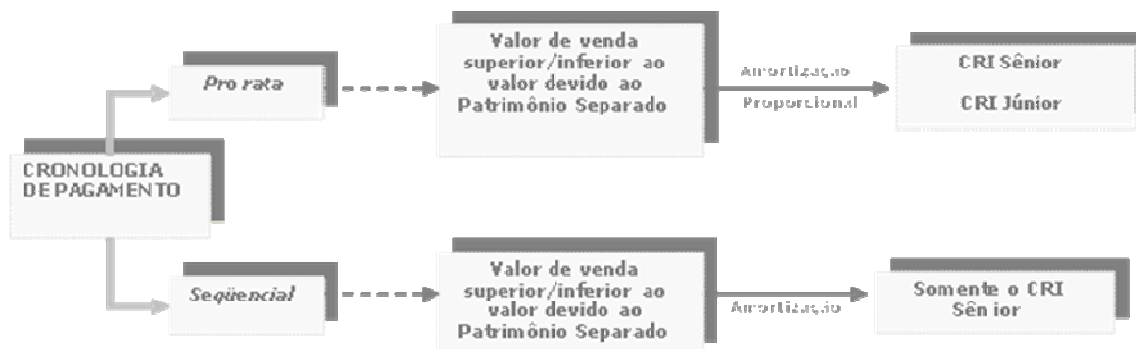 Valor de venda
superior/inferior ao
valor devido ao
Patrimônio Separado
Pro rata
Amortização
Proporcional
CRI Sênior
CRI Júnior
CRONOLOGIA
DE PAGAMENTO
Seqüencial
Valor de venda
superior/inferior ao
valor devido ao
Patrimônio Separado
Amortização
Somente o CRI
Sênior